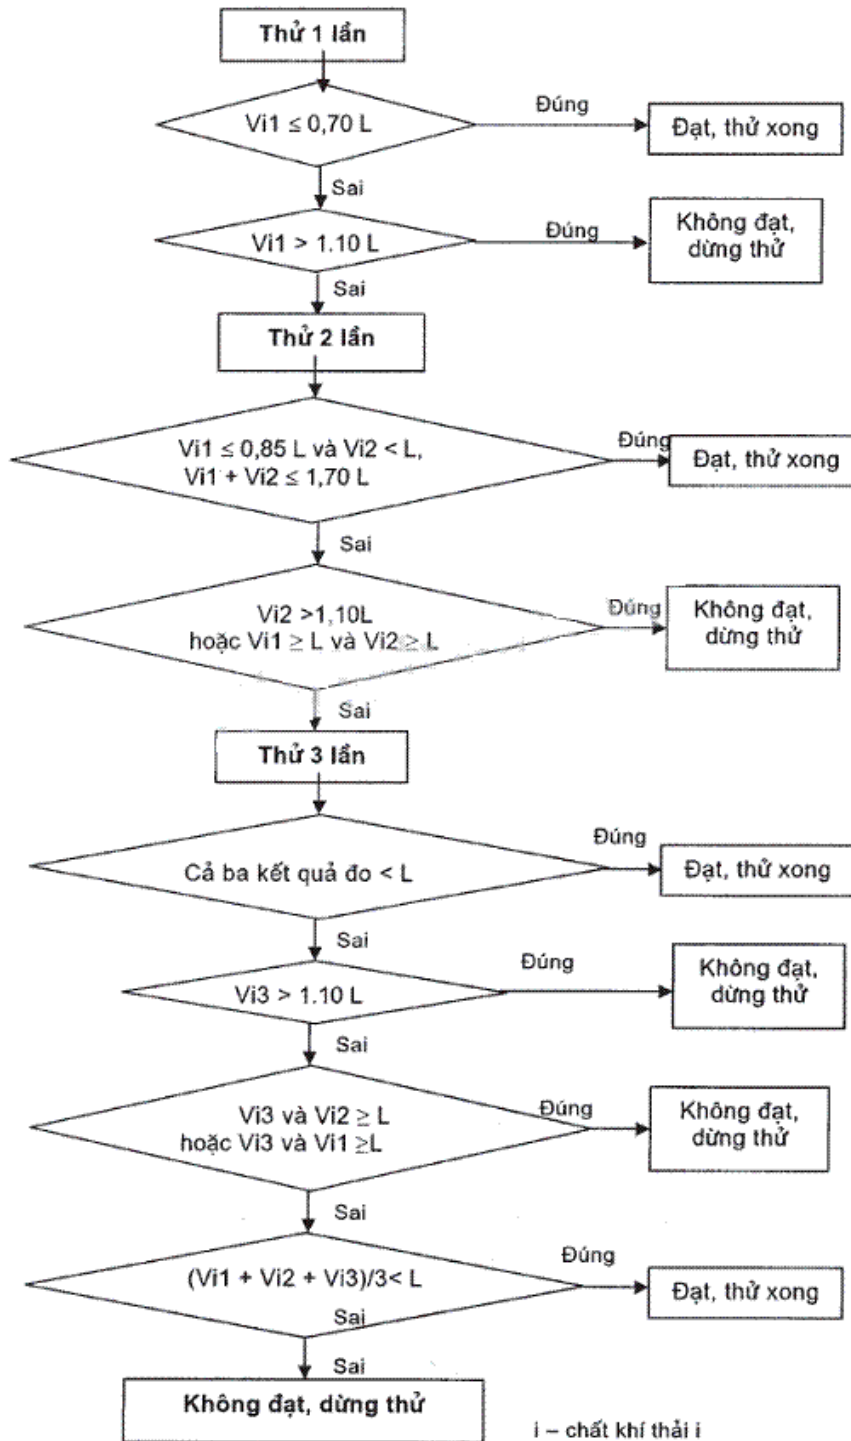 Thử 1 lần
Vi1 ≤ 0,70 L
Đúng
Đạt, thử xong
Sai
Vi1 > 1.10 L
Đúng
Không đạt,
dừng thử
Sai
Thử 2 lần
Vi1 ≤ 0,85 L và Vi2 < L,
Vi1 + Vi2 ≤ 1,70 L
Đúng
Đạt, thử xong
Sai
Vi2 >1,10L
hoặc Vi1 ≥ L và Vi2 ≥ L
Đúng
Không đạt,
dừng thử
Sai
Thử 3 lần
Cả ba kết quả đo < L
Đúng
Đạt, thử xong
Sai
Vi3 > 1.10 L
Đúng
Không đạt,
dừng thử
Sai
Vi3 và Vi2 ≥ L
hoặc Vi3 và Vi1 ≥L
Đúng
Không đạt,
dừng thử
Sai
(Vi1 + Vi2 + Vi3)/3< L
Đúng
Đạt, thử xong
Sai
Sai
Không đạt, dừng thử
i – chất khí thải i